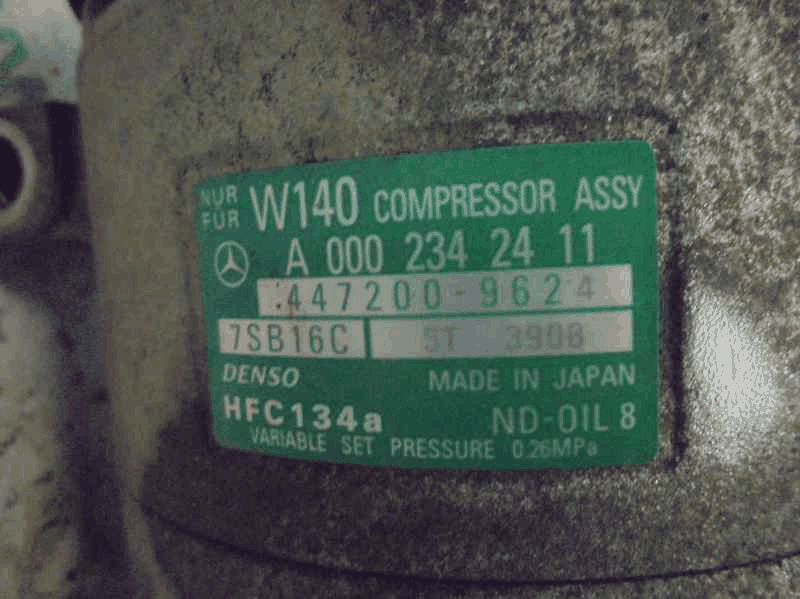 NUR FÜR W140 COMPRESSOR ASSY
A 000 234 24 11
447200-9624
7SB16C 5T 3908
DENSO MADE IN JAPAN
HFC134a ND-OIL 8
VARIABLE SET PRESSURE 0.26MPa